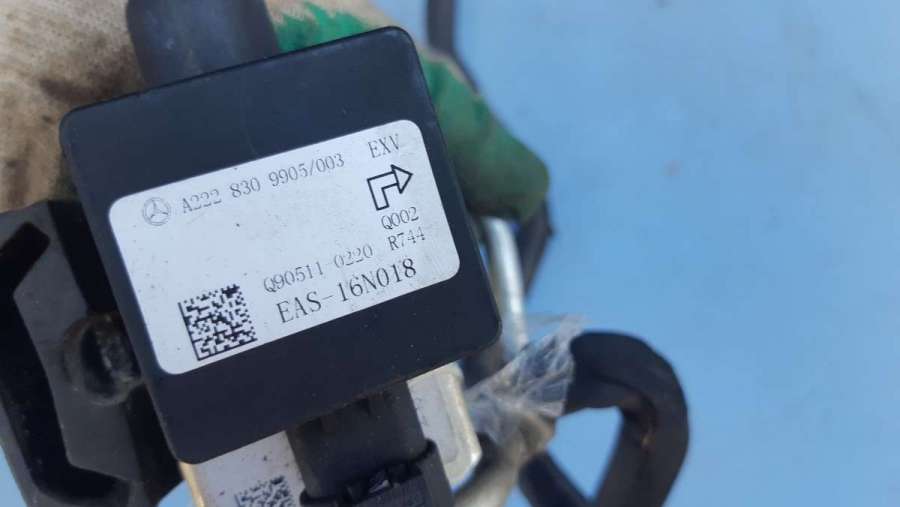 A222 830 9905/003 EXV
Q002
Q90511 0220 R744
EAS-16N018